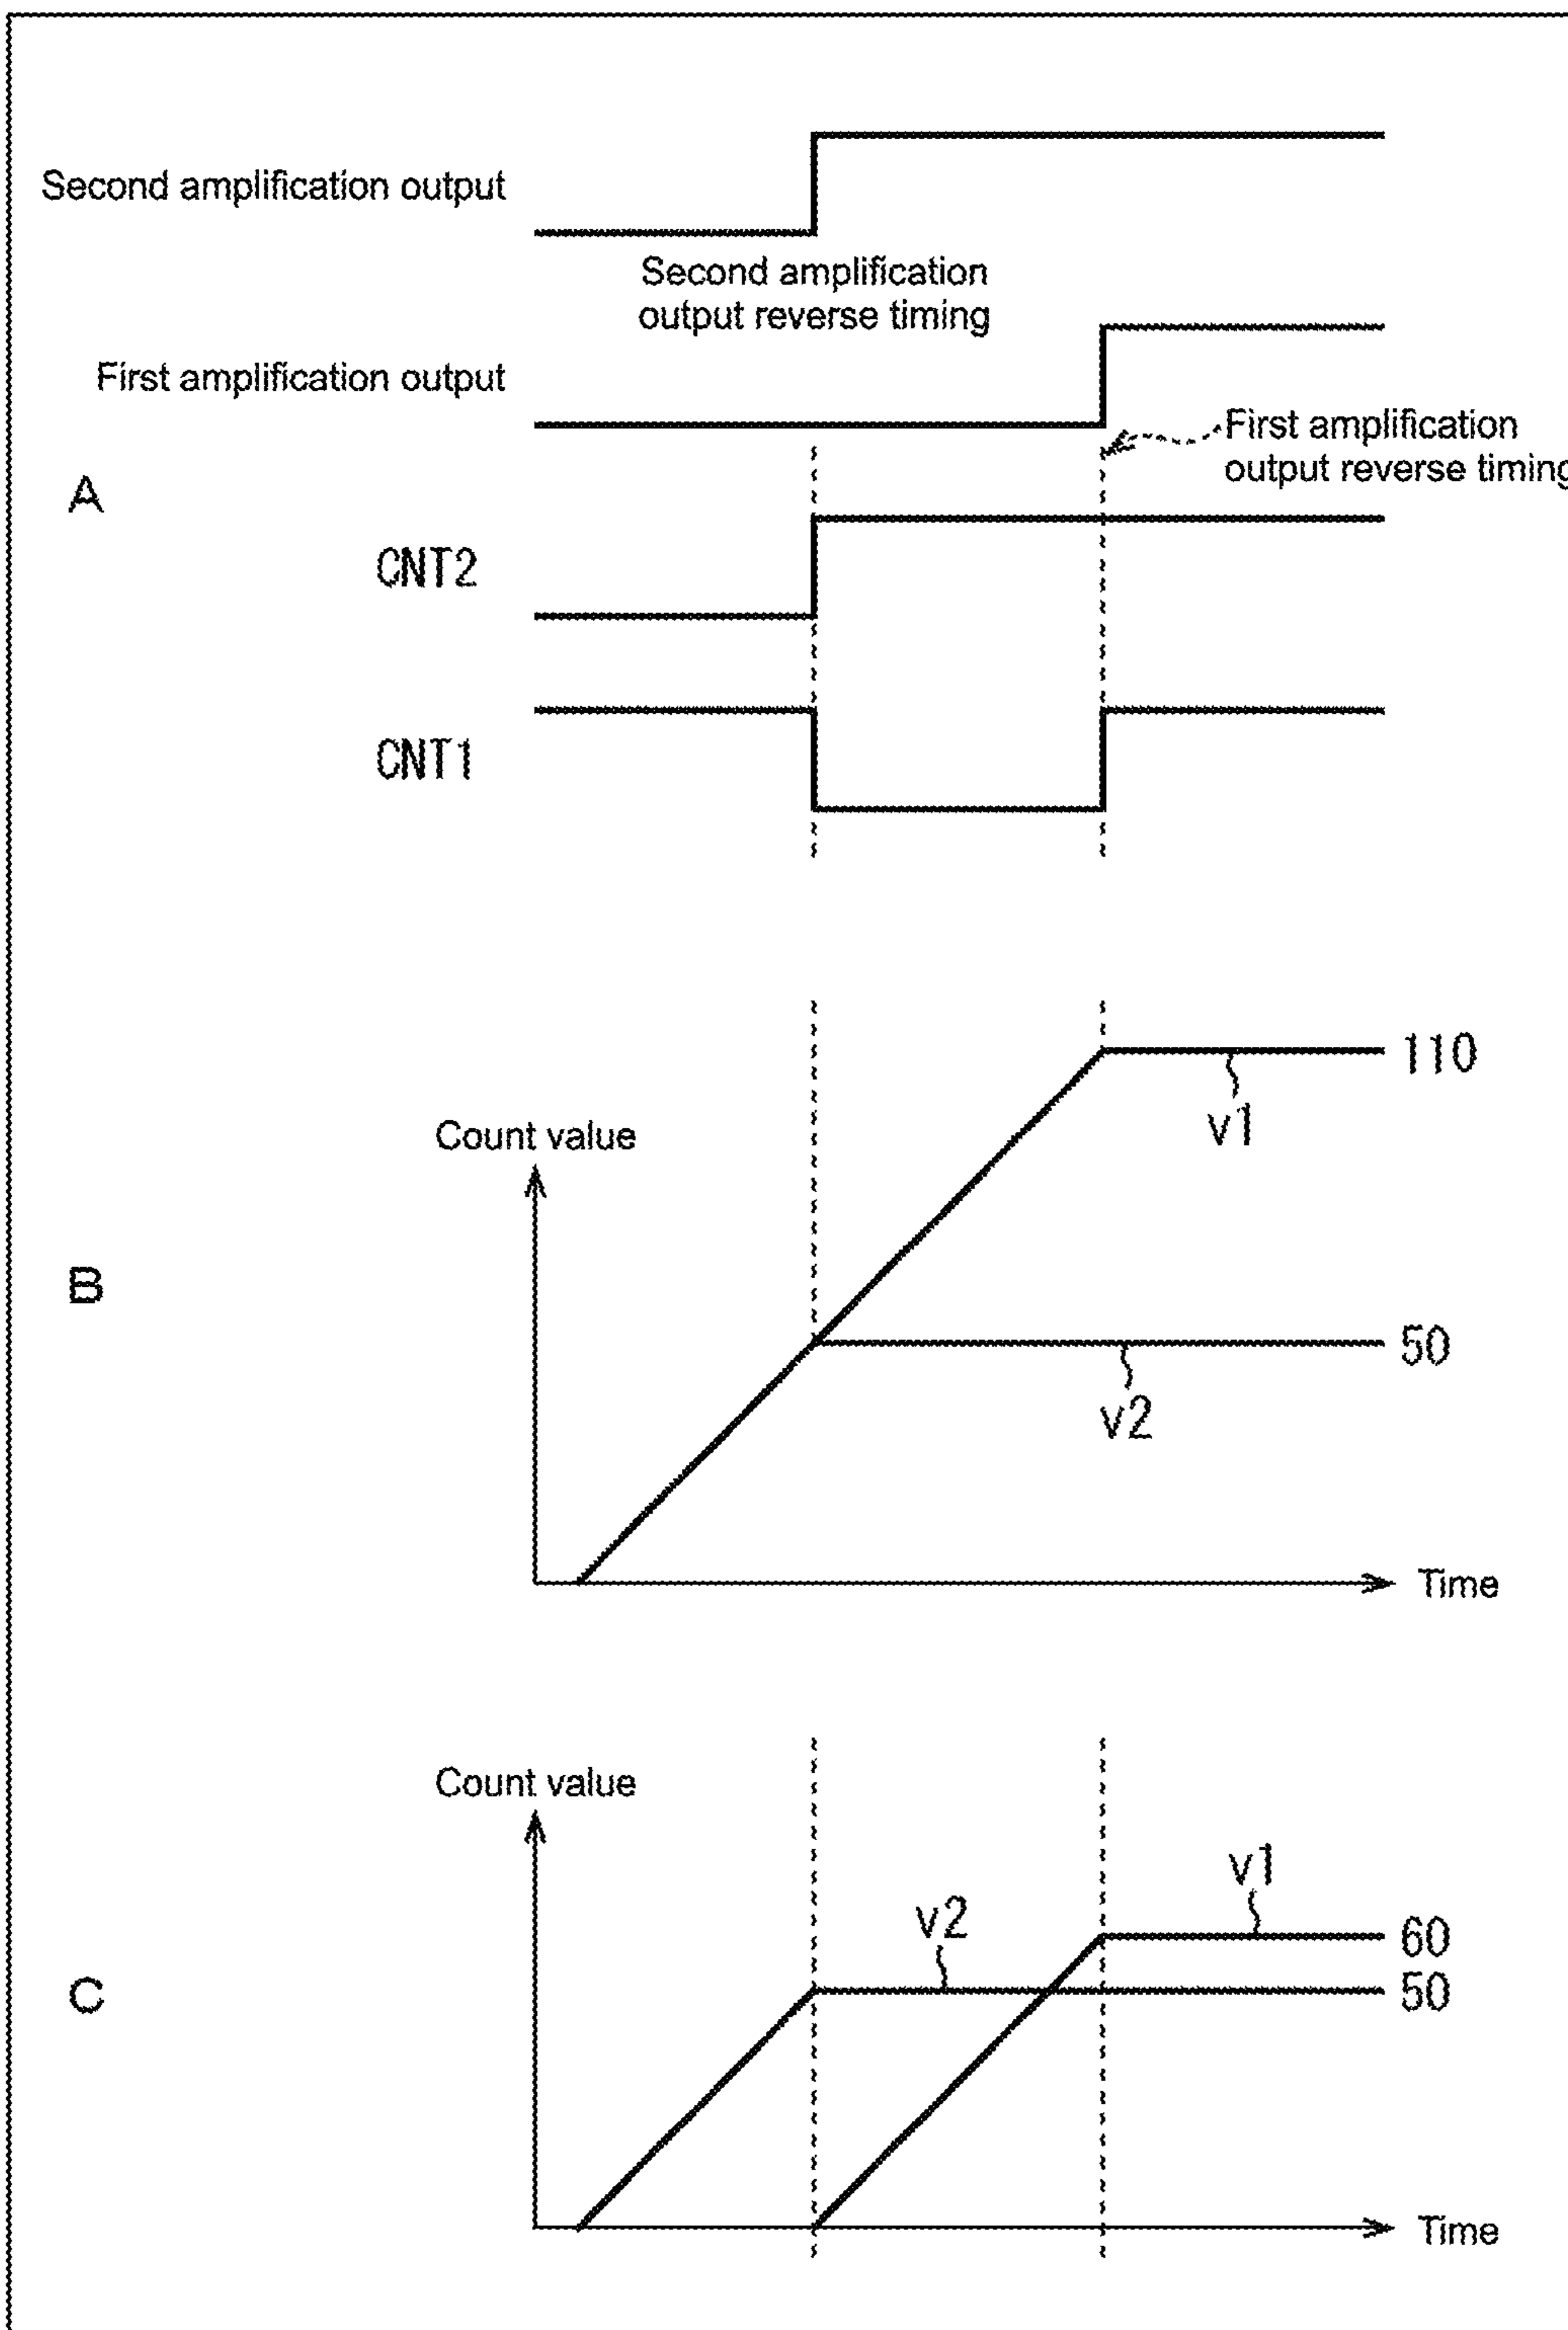 Second amplification output
Second amplification
output reverse timing
First amplification output
First amplification
output reverse timing
A
CNT2
CNT1
110
v1
Count value
B
50
v2
Time
Count value
v1
v2
60
C
50
Time